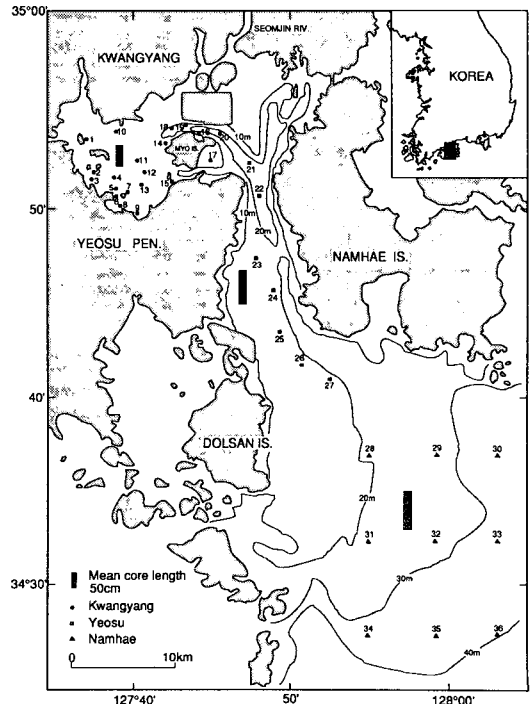 35°00'
SEOMJIN RIV.
KWANGYANG
KOREA
10
18 19 16 20 10m
1
14
MYO IS.
17
11
21
2
4
12
3
15
5
7
13
22
50'
10m
9
YEOSU PEN.
20m
NAMHAE IS.
23
24
25
26
27
40'
DOLSAN IS.
28 29 30
20m
31 32 33
34°30'
30m
Mean core length
50cm
Kwangyang
Yeosu
Namhae
34 35 36
0 10km
40m
127°40' 50' 128°00'